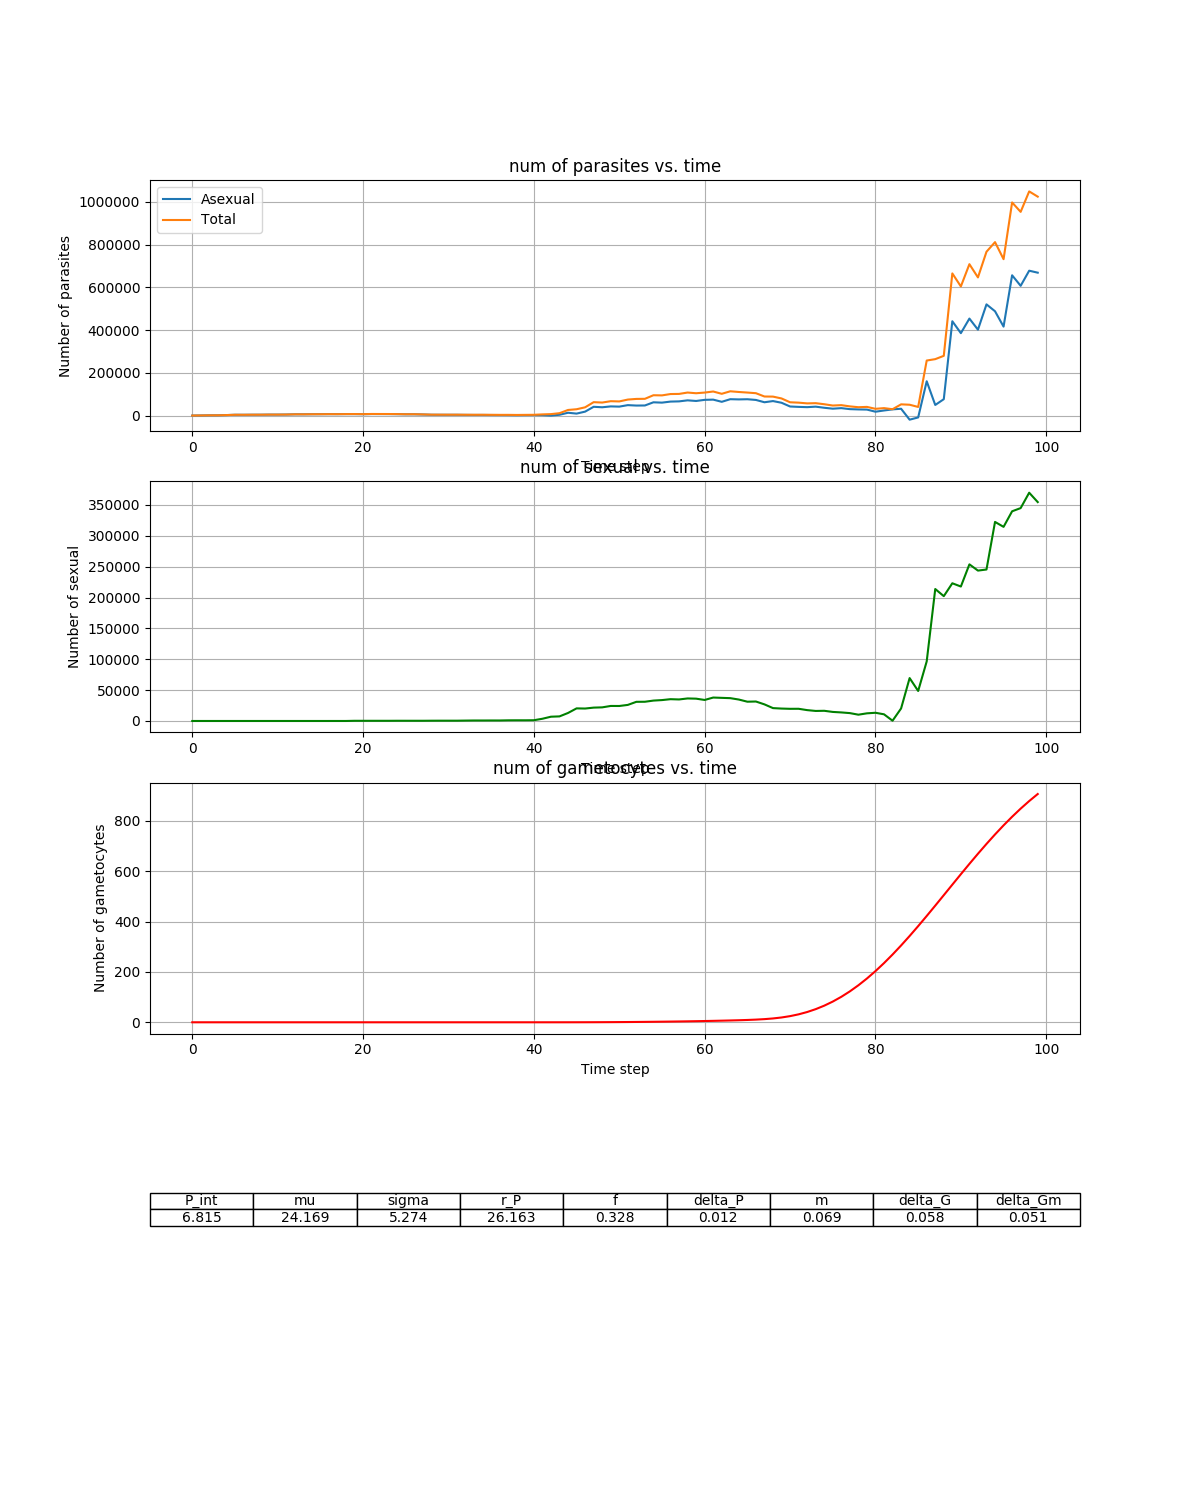 num of parasites vs. time
Number of parasites
Asexual
Total
1000000
800000
600000
400000
200000
0
0 20 40 60 80 100
Time step
num of sexual vs. time
Number of sexual
350000
300000
250000
200000
150000
100000
50000
0
0 20 40 60 80 100
Time step
num of gametocytes vs. time
Number of gametocytes
800
600
400
200
0
0 20 40 60 80 100
Time step
P_int mu sigma r_P f delta_P m delta_G delta_Gm
6.815 24.169 5.274 26.163 0.328 0.012 0.069 0.058 0.051